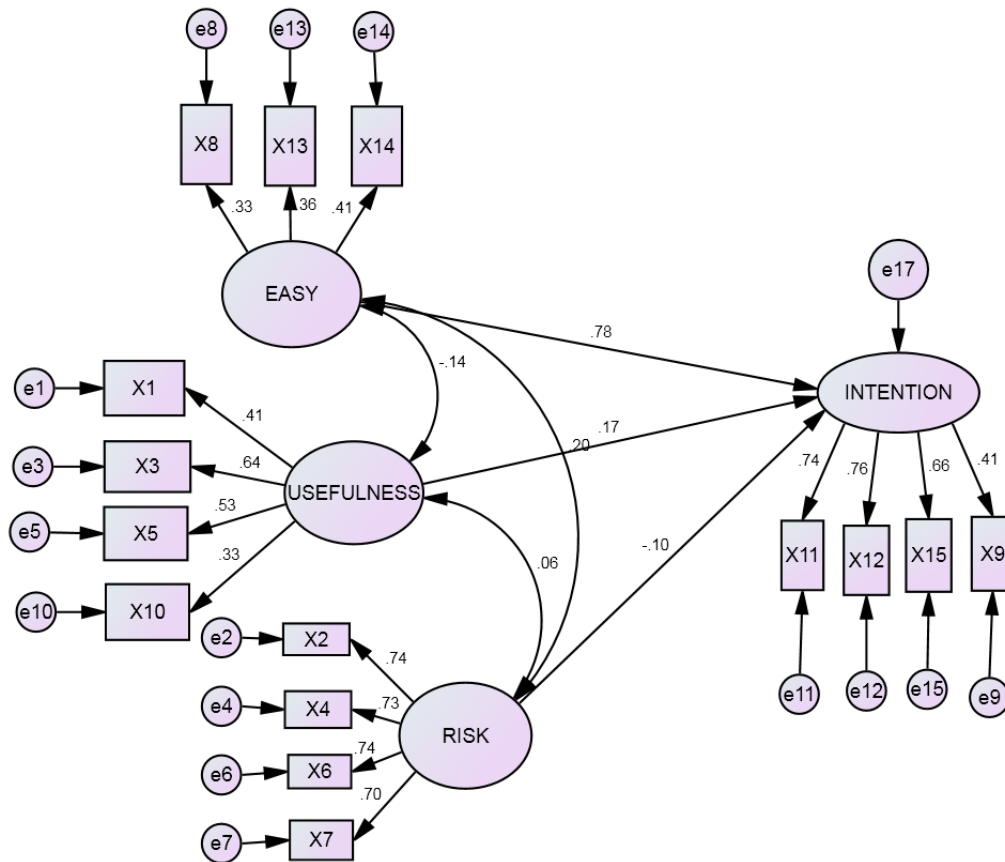 e8
e13
e14
X8
X13
X14
.33
.36
.41
EASY
e17
.78
-.14
e1
X1
.41
INTENTION
e3
X3
.64
.17
.20
USEFULNESS
.74
.76
.66
.41
e5
X5
.53
.33
X11
X12
X15
X9
-.10
.06
e10
X10
e2
X2
.74
e11
e12
e15
e9
e4
X4
.73
RISK
e6
X6
.74
.70
e7
X7